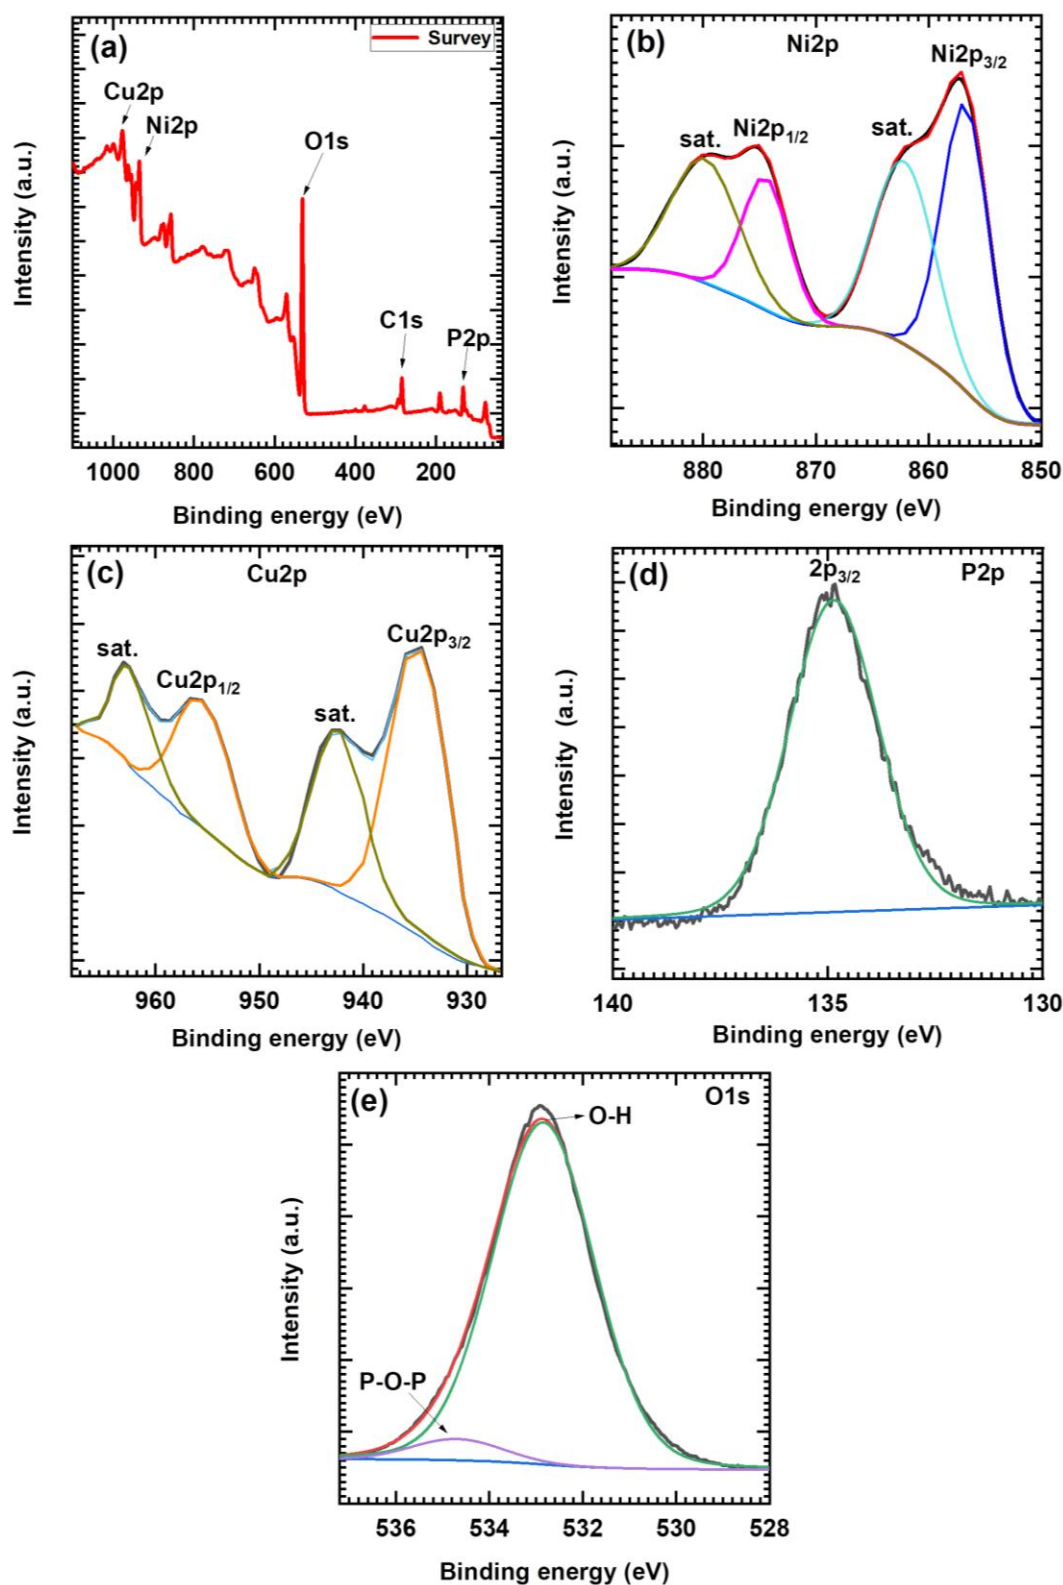 (a)
Survey
Cu2p
Ni2p
O1s
C1s
P2p
Intensity (a.u.)
1000 800 600 400 200
Binding energy (eV)
(b)
Ni2p
Ni2p3/2
sat.
Ni2p1/2
sat.
Intensity (a.u.)
880 870 860 850
Binding energy (eV)
(c)
Cu2p
sat.
Cu2p1/2
sat.
Cu2p3/2
Intensity (a.u.)
960 950 940 930
Binding energy (eV)
(d)
2p3/2
P2p
Intensity (a.u.)
140 135 130
Binding energy (eV)
(e)
O1s
O-H
P-O-P
Intensity (a.u.)
536 534 532 530 528
Binding energy (eV)